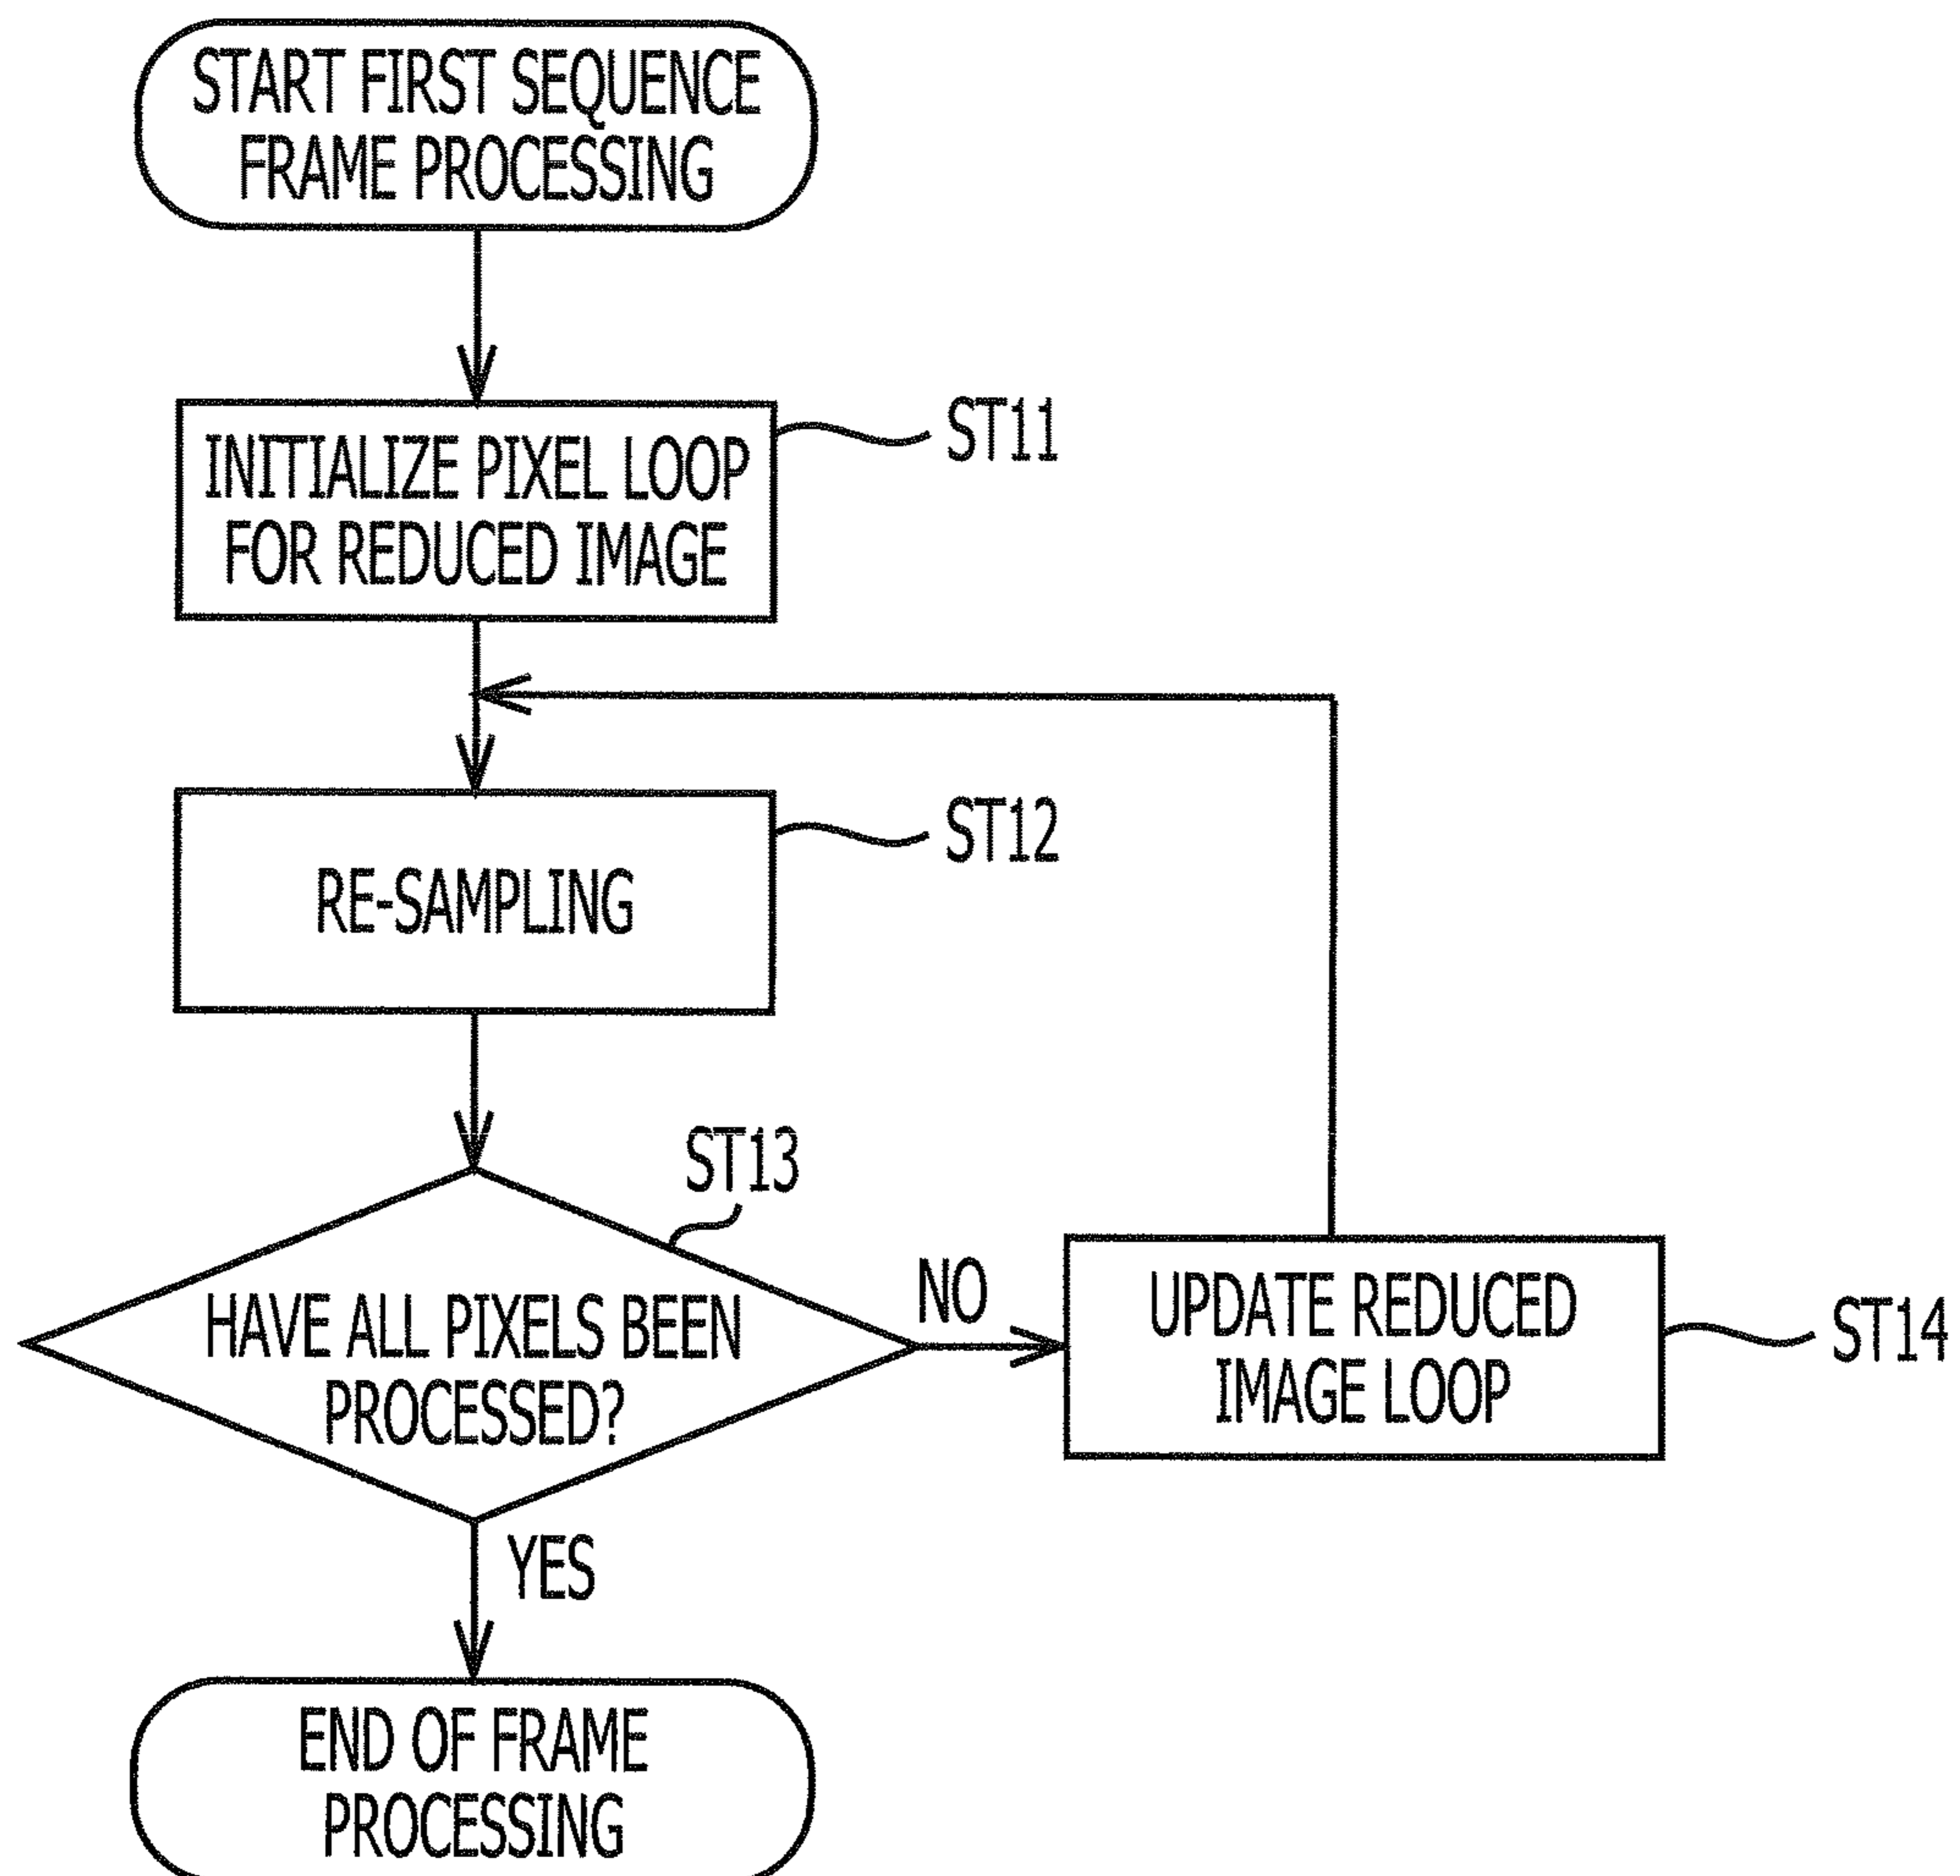 START FIRST SEQUENCE
FRAME PROCESSING
INITIALIZE PIXEL LOOP
FOR REDUCED IMAGE
ST11
RE-SAMPLING
ST12
ST13
HAVE ALL PIXELS BEEN
PROCESSED?
NO
UPDATE REDUCED
IMAGE LOOP
ST14
YES
END OF FRAME
PROCESSING